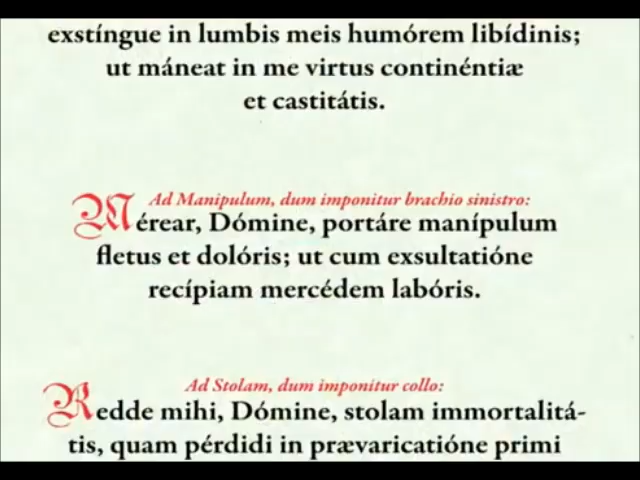 exstíngue in lumbis meis humórem libídinis;
ut máneat in me virtus continéntiæ
et castitátis.
Ad Manipulum, dum imponitur brachio sinistro:
Mérear, Dómine, portáre manípulum
fletus et dolóris; ut cum exsultatióne
recípiam mercédem labóris.
Ad Stolam, dum imponitur collo:
Redde mihi, Dómine, stolam immortalitá-
tis, quam pérdidi in prævaricatióne primi